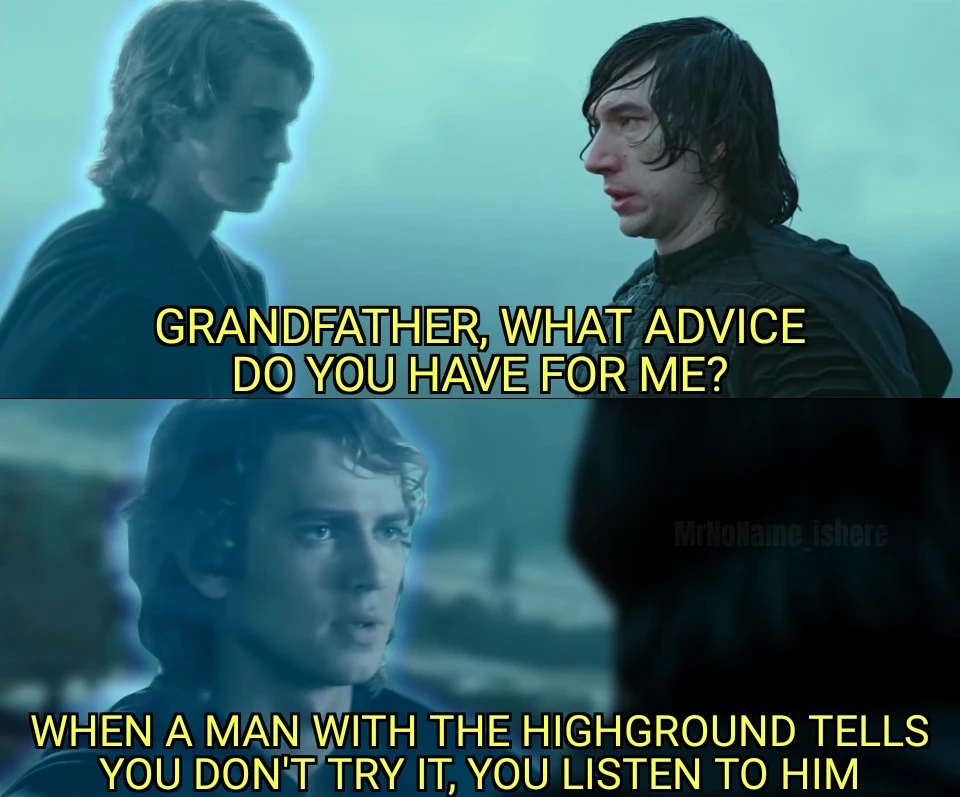 GRANDFATHER, WHAT ADVICE
DO YOU HAVE FOR ME?
MrNoName_ishere
WHEN A MAN WITH THE HIGHGROUND TELLS
YOU DON'T TRY IT, YOU LISTEN TO HIM